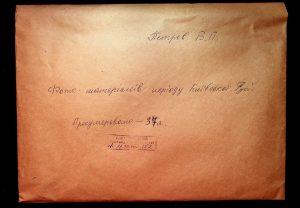 Петров В.П.
Фото матеріалів періоду Київської Русі.
Пронумеровано — 37 л.